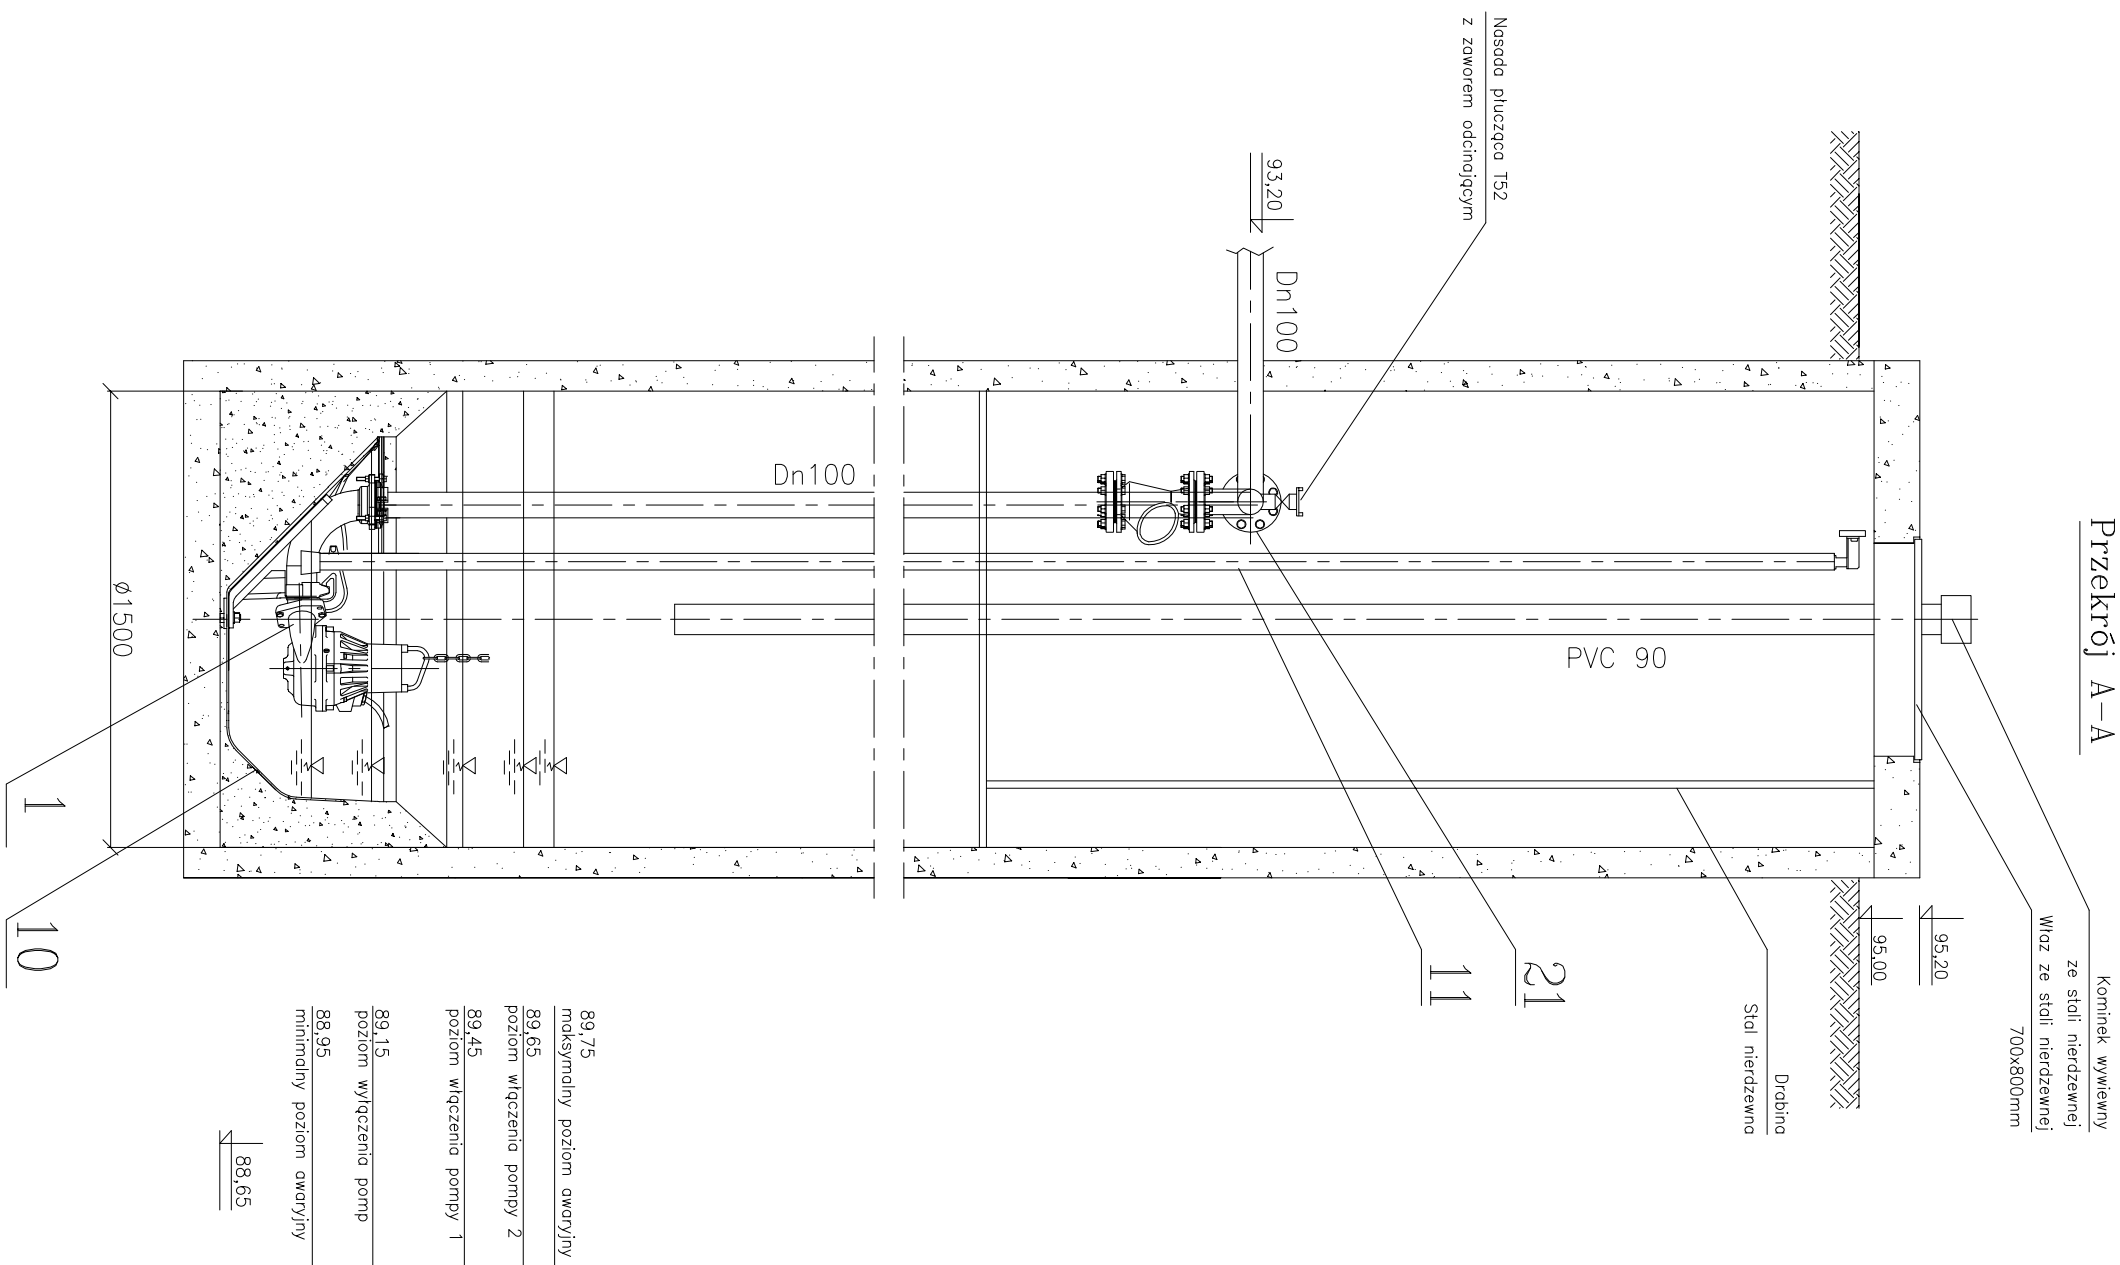 Przekrój A-A
Kominek wywiewny
ze stali nierdzewnej
Właz ze stali nierdzewnej
700x800mm
95,20
95,00
Drabina
Stal nierdzewna
Nasada płucząca T52
z zaworem odcinającym
93,20
Dn100
PVC 90
Dn100
21
11
89,75
maksymalny poziom awaryjny
89,65
poziom włączenia pompy 2
89,45
poziom włączenia pompy 1
89,15
poziom wyłączenia pomp
88,95
minimalny poziom awaryjny
88,65
ø1500
1
10